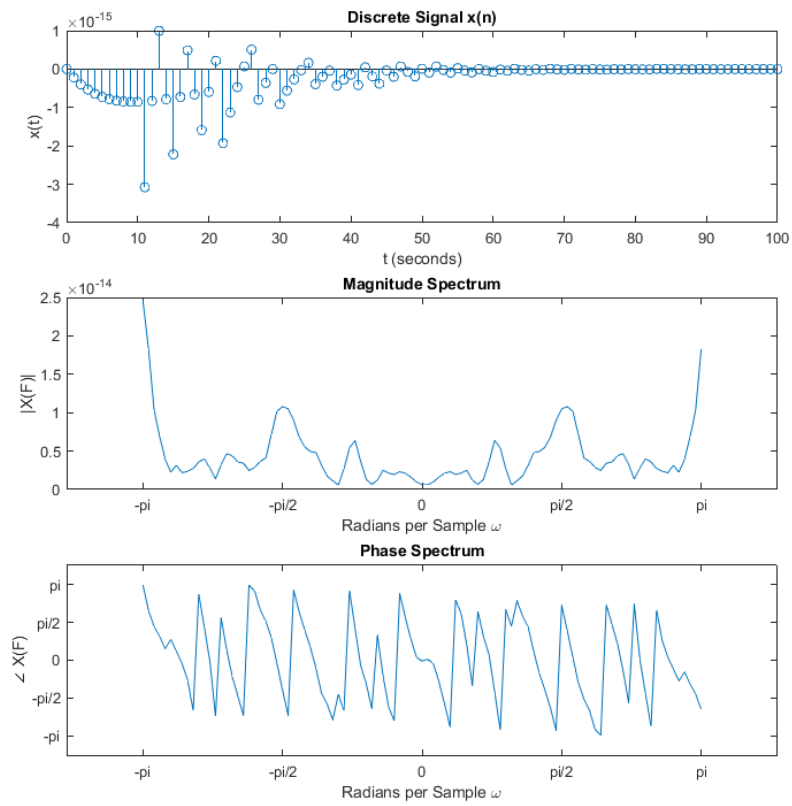 Discrete Signal x(n)
×10^-15
1
0
-1
-2
-3
-4
x(t)
0 10 20 30 40 50 60 70 80 90 100
t (seconds)
Magnitude Spectrum
×10^-14
2.5
2
1
1
0.5
0
|X(F)|
-pi -pi/2 0 pi/2 pi
Radians per Sample ω
Phase Spectrum
pi
pi/2
0
-pi/2
-pi
∠ X(F)
-pi -pi/2 0 pi/2 pi
Radians per Sample ω